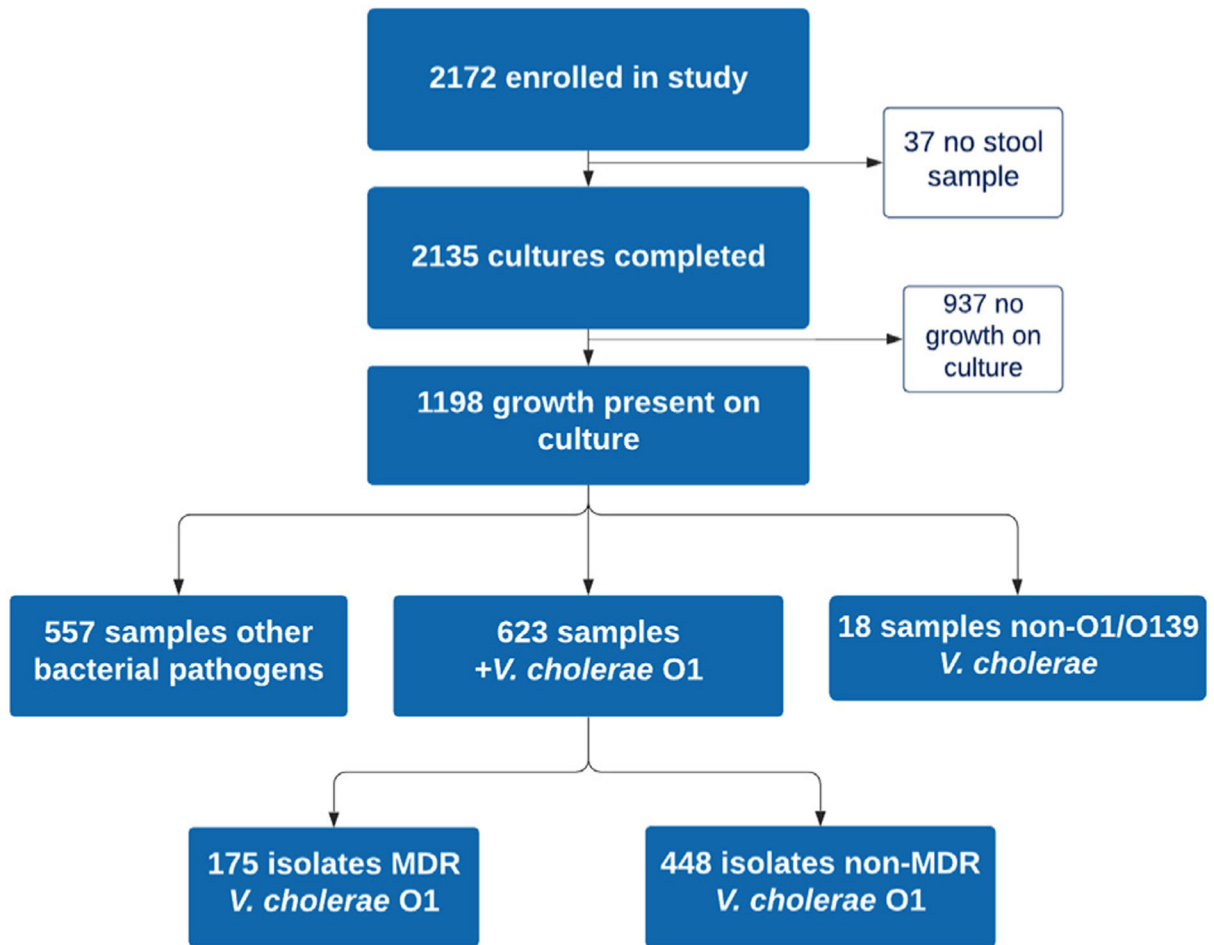 2172 enrolled in study
37 no stool
sample
2135 cultures completed
937 no
growth on
culture
1198 growth present on
culture
557 samples other
bacterial pathogens
623 samples
+V. cholerae O1
18 samples non-O1/O139
V. cholerae
175 isolates MDR
V. cholerae O1
448 isolates non-MDR
V. cholerae O1